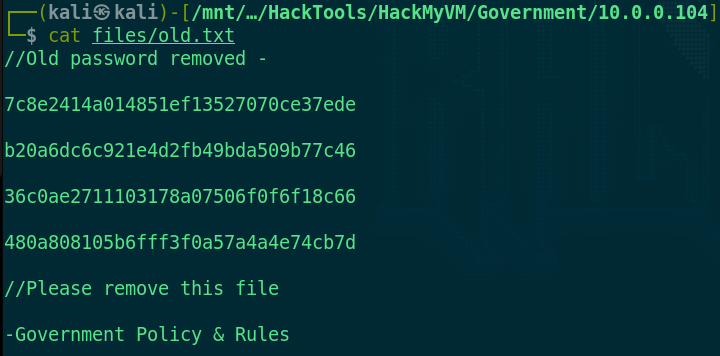 ┌──(kali㉿kali)-[/mnt/…/HackTools/HackMyVM/Government/10.0.0.104]
└─$ cat files/old.txt
//Old password removed -
7c8e2414a014851ef13527070ce37ede
b20a6dc6c921e4d2fb49bda509b77c46
36c0ae2711103178a07506f0f6f18c66
480a808105b6fff3f0a57a4a4e74cb7d
//Please remove this file
-Government Policy & Rules